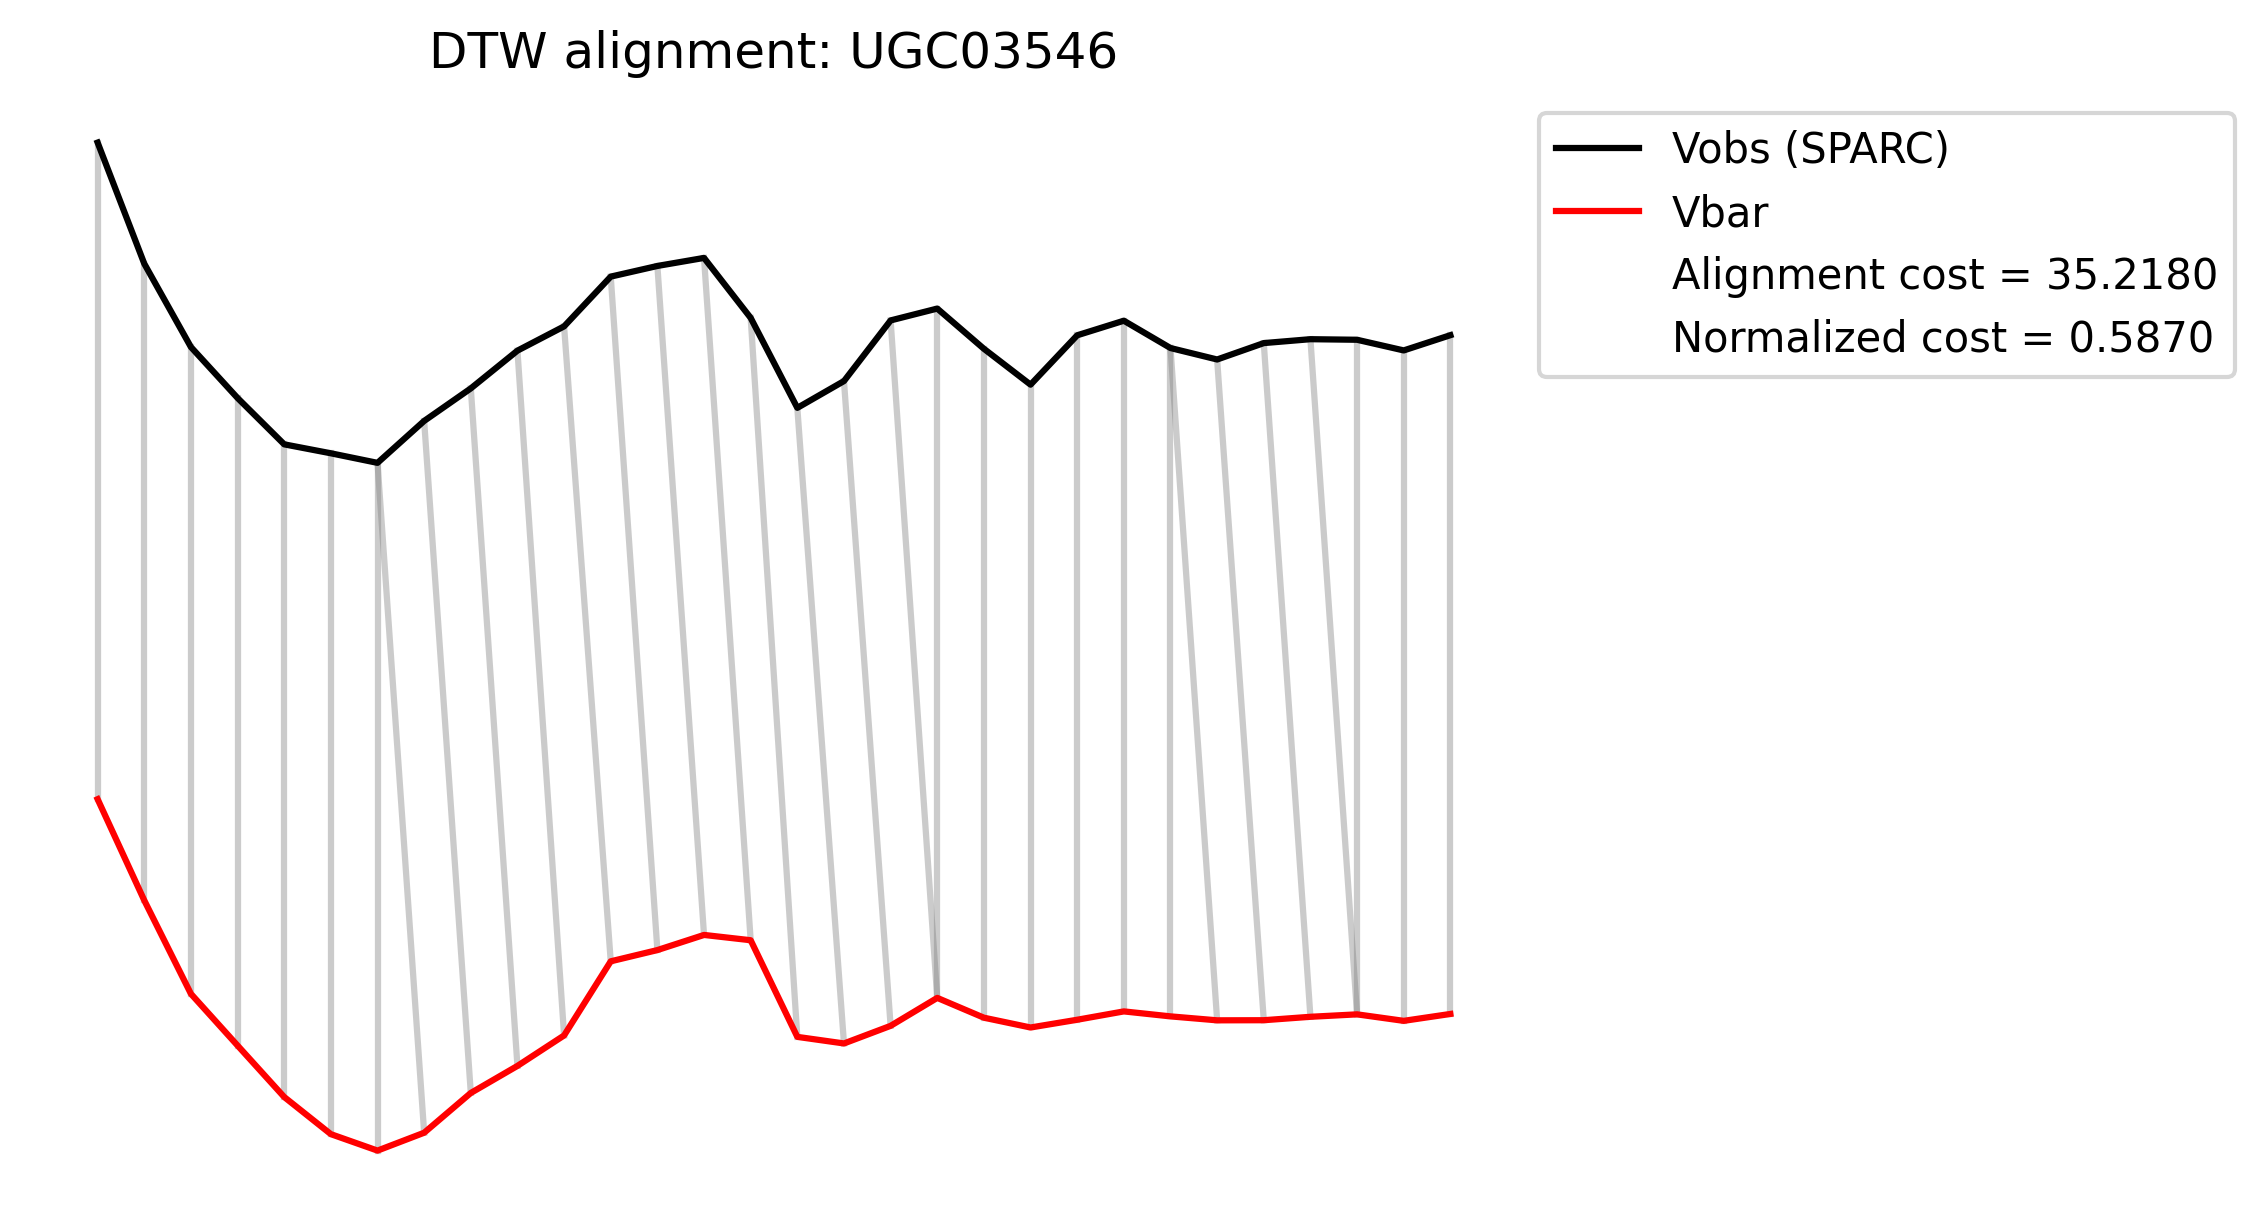 DTW alignment: UGC03546
Vobs (SPARC)
Vbar
Alignment cost = 35.2180
Normalized cost = 0.5870